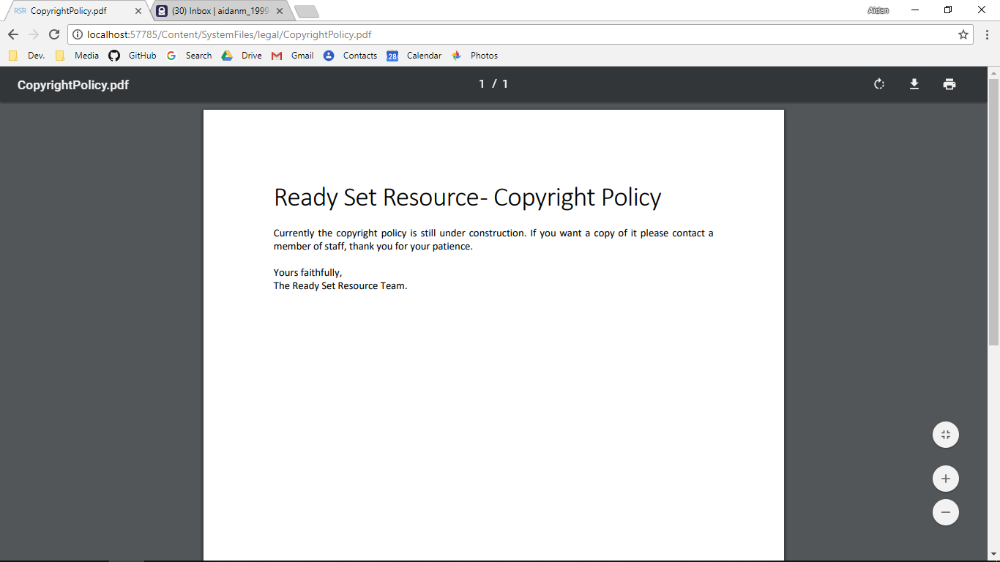 RSR CopyrightPolicy.pdf
(30) Inbox | aidanm_1999
Aidan
localhost:57785/Content/SystemFiles/legal/CopyrightPolicy.pdf
Dev. Media GitHub Search Drive Gmail Contacts 28 Calendar Photos
CopyrightPolicy.pdf 1 / 1
Ready Set Resource- Copyright Policy
Currently the copyright policy is still under construction. If you want a copy of it please contact a
member of staff, thank you for your patience.
Yours faithfully,
The Ready Set Resource Team.